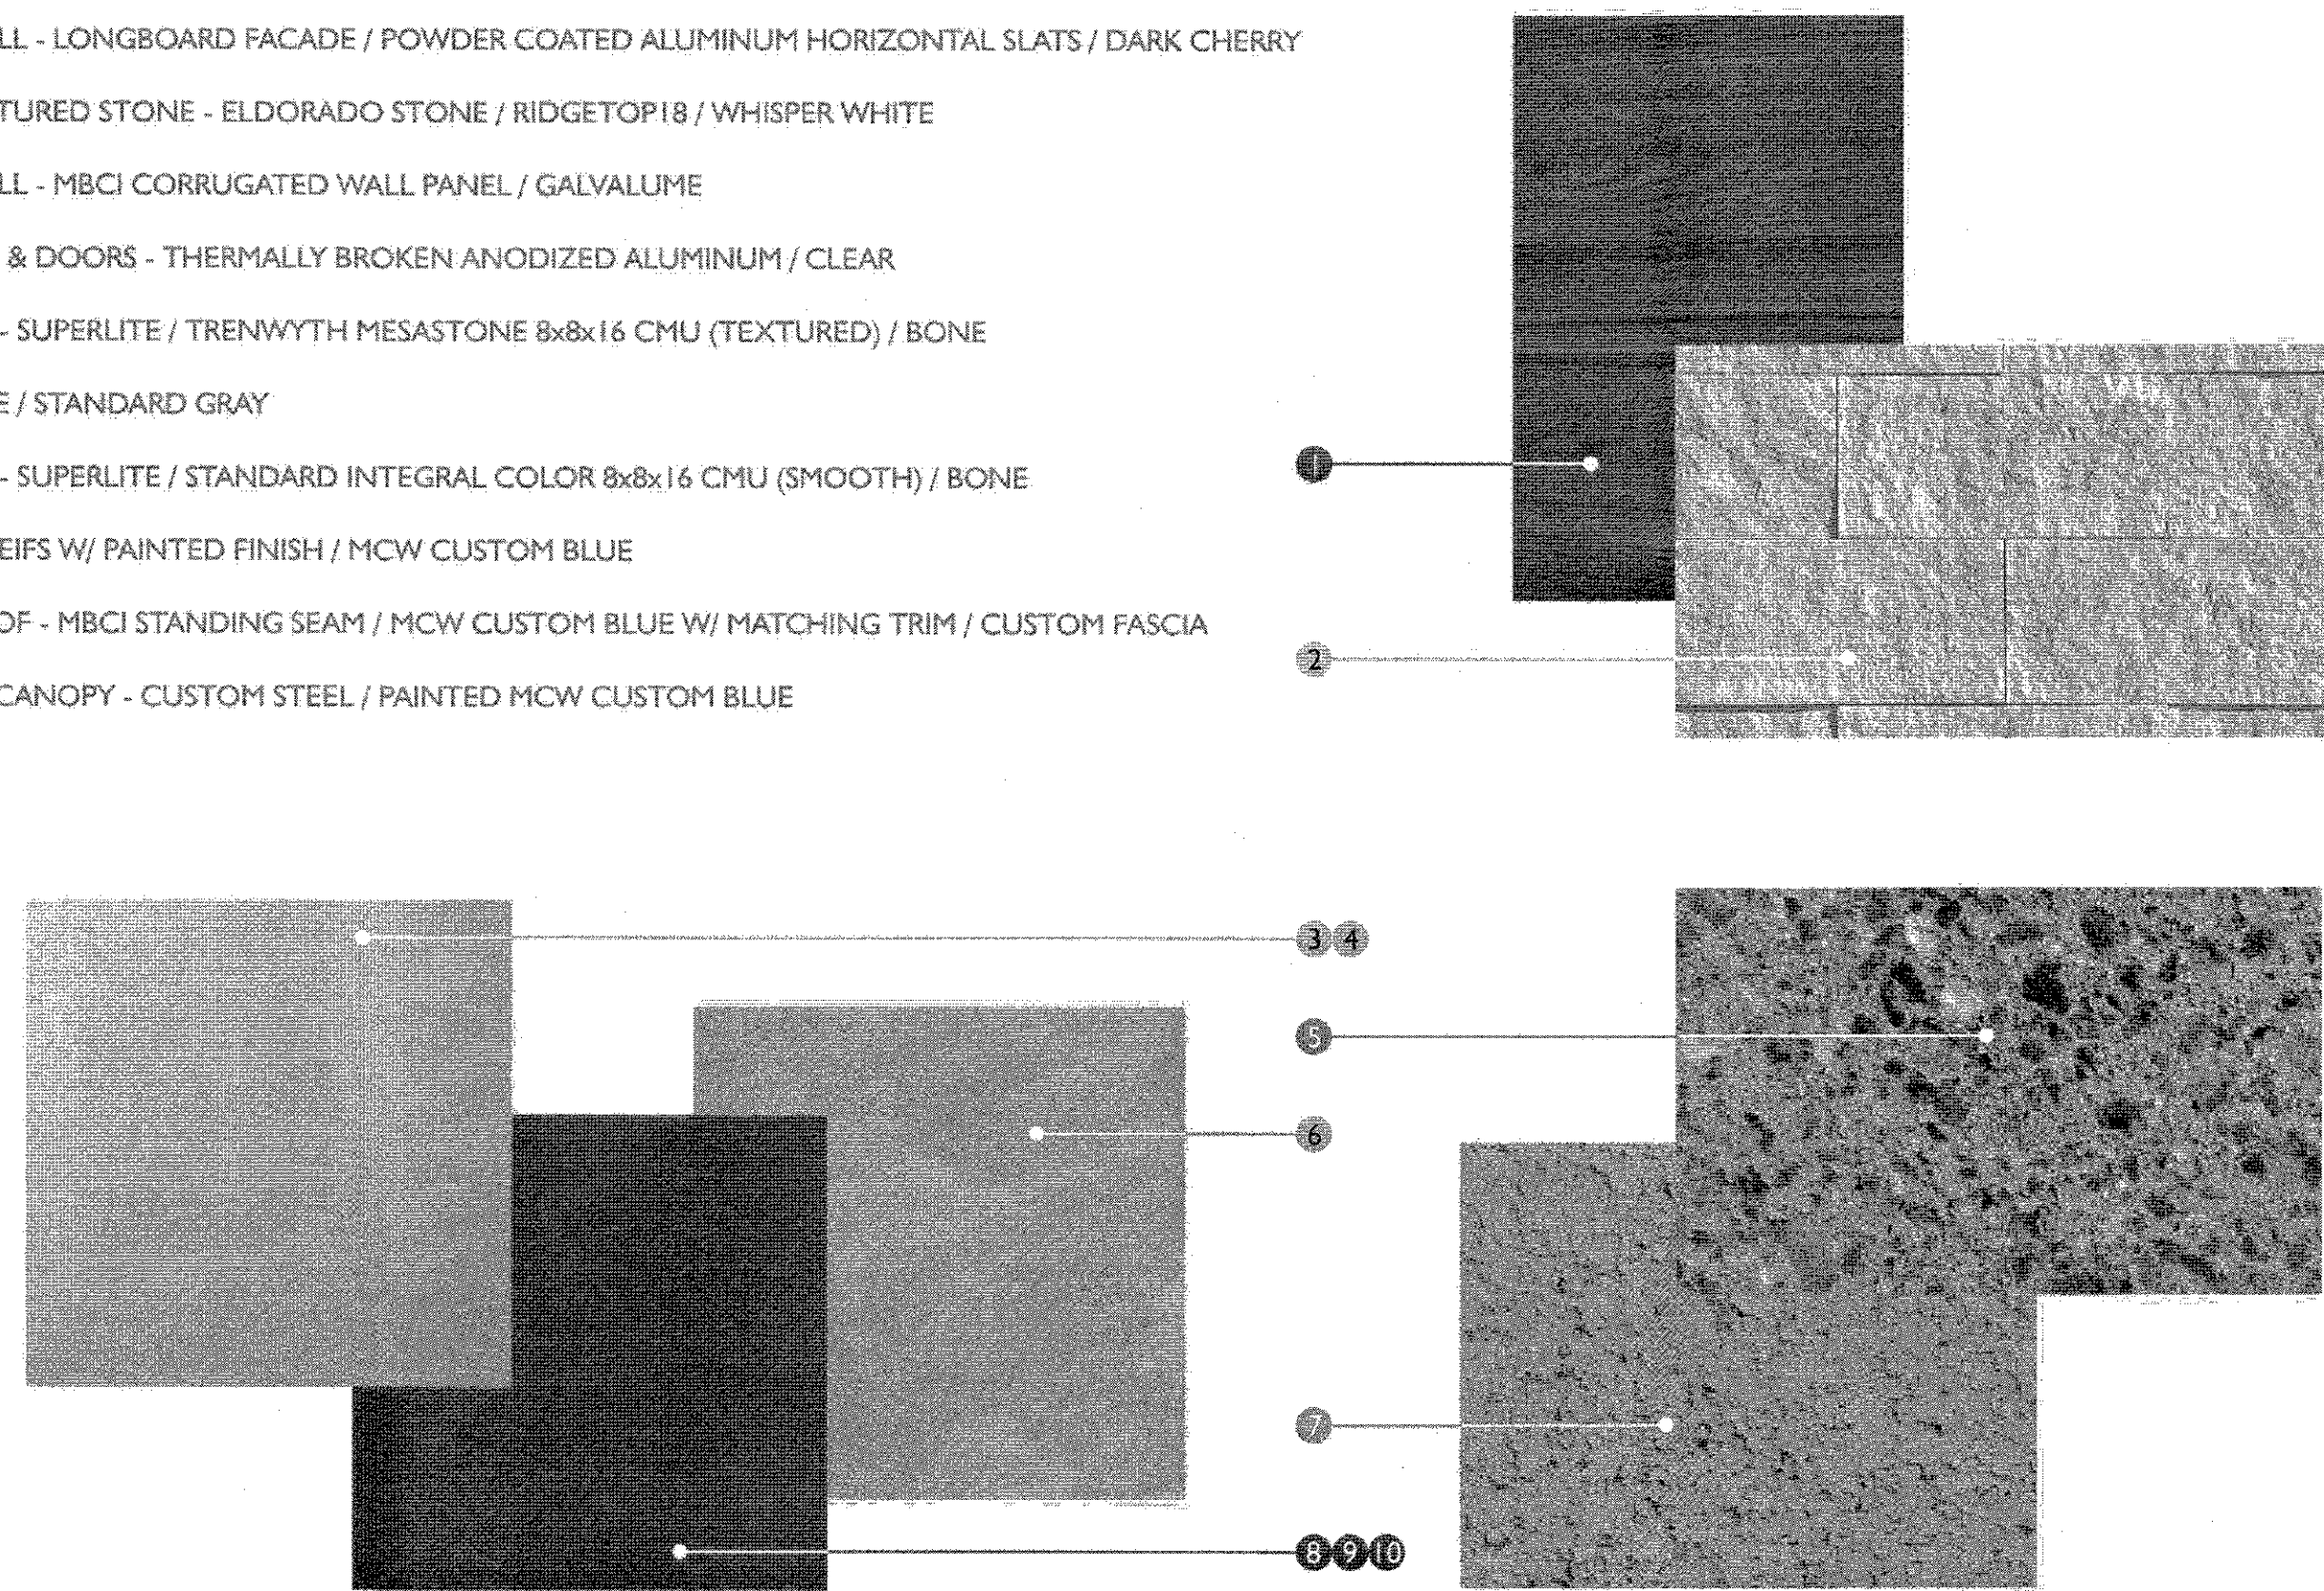 LL - LONGBOARD FACADE / POWDER COATED ALUMINUM HORIZONTAL SLATS / DARK CHERRY
TURED STONE - ELDORADO STONE / RIDGETOP18 / WHISPER WHITE
LL - MBCI CORRUGATED WALL PANEL / GALVALUME
& DOORS - THERMALLY BROKEN ANODIZED ALUMINUM / CLEAR
- SUPERLITE / TRENWYTH MESASTONE 8x8x16 CMU (TEXTURED) / BONE
E / STANDARD GRAY
- SUPERLITE / STANDARD INTEGRAL COLOR 8x8x16 CMU (SMOOTH) / BONE
EIFS W/ PAINTED FINISH / MCW CUSTOM BLUE
OF - MBCI STANDING SEAM / MCW CUSTOM BLUE W/ MATCHING TRIM / CUSTOM FASCIA
CANOPY - CUSTOM STEEL / PAINTED MCW CUSTOM BLUE
1
2
3 4
5
6
7
8 9 10